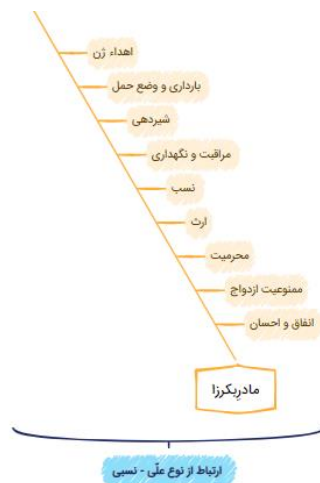 اهداء ژن
بارداری و وضع حمل
شیردهی
مراقبت و نگهداری
نسب
ارث
محرمیت
ممنوعیت ازدواج
انفاق و احسان
مادرِبکرزا
ارتباط از نوع علّی - نسبی